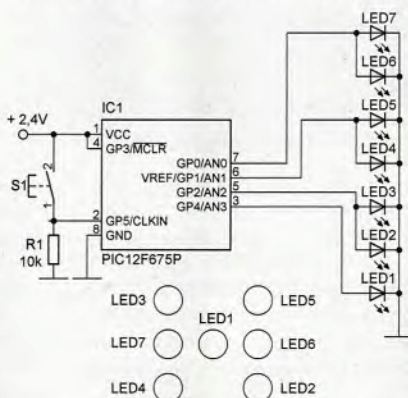 LED7
LED6
LED5
LED4
LED3
LED2
LED1
IC1
+ 2,4V
1 VCC
4 GP3/MCLR
GP0/AN0 7
VREF/GP1/AN1 6
GP2/AN2 5
GP4/AN3 3
2 GP5/CLKIN
8 GND
PIC12F675P
S1
2
1
R1
10k
LED3 LED5
LED1
LED7 LED6
LED4 LED2